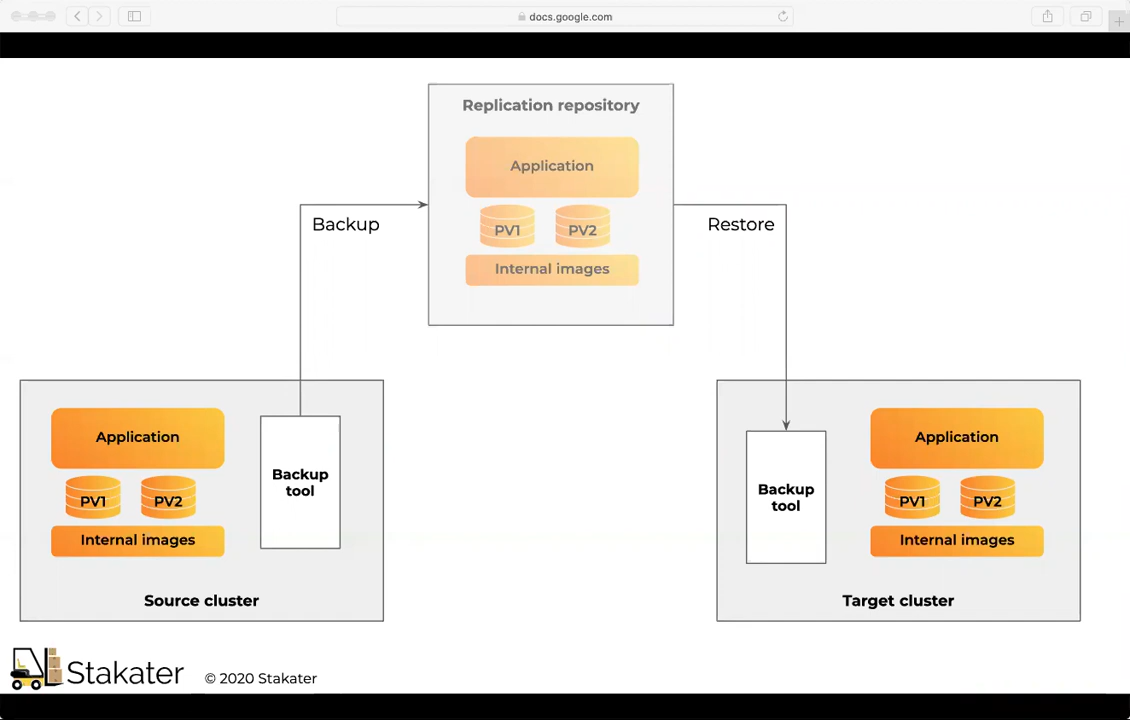 docs.google.com
Replication repository
Application
PV1 PV2
Internal images
Backup
Restore
Application
PV1 PV2
Internal images
Backup
tool
Source cluster
Backup
tool
Application
PV1 PV2
Internal images
Target cluster
Stakater © 2020 Stakater